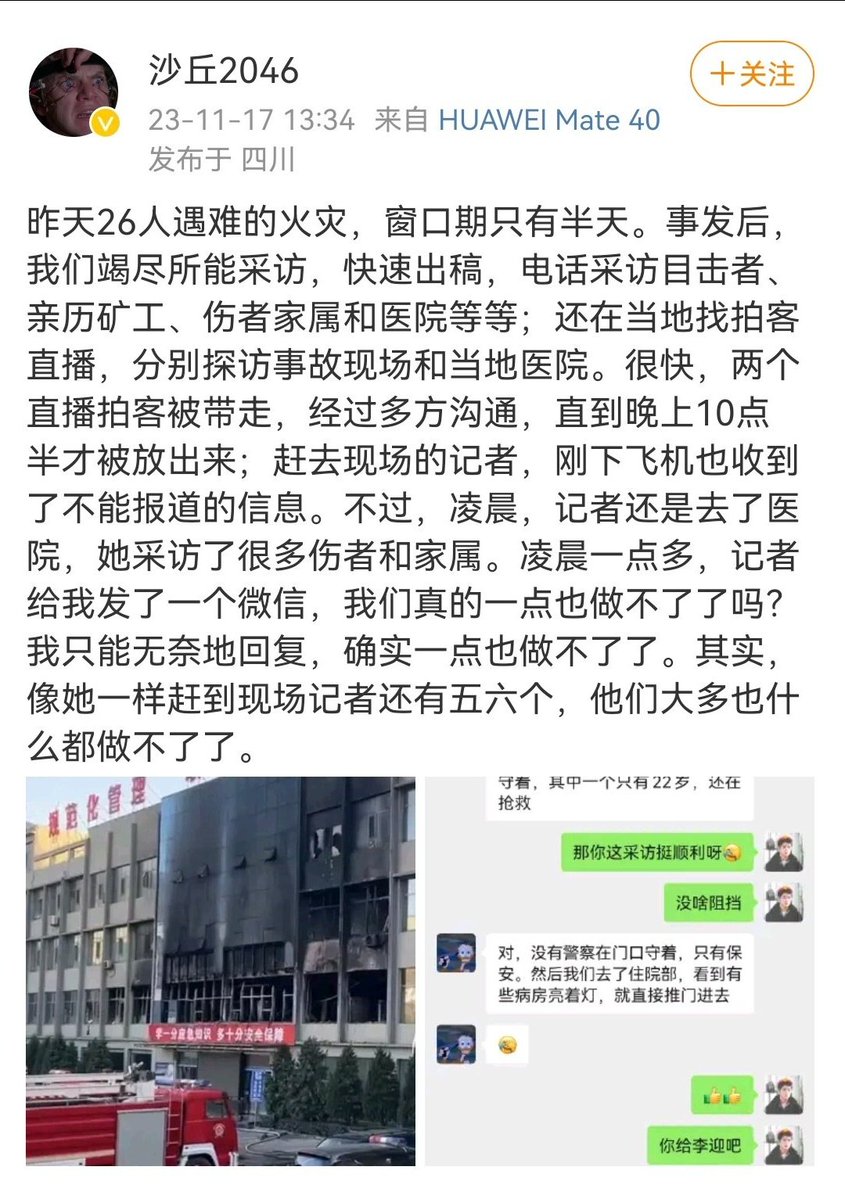 沙丘2046
+关注
23-11-17 13:34 来自 HUAWEI Mate 40
发布于 四川
昨天26人遇难的火灾，窗口期只有半天。事发后，
我们竭尽所能采访，快速出稿，电话采访目击者、
亲历矿工、伤者家属和医院等等；还在当地找拍客
直播，分别探访事故现场和当地医院。很快，两个
直播拍客被带走，经过多方沟通，直到晚上10点
半才被放出来；赶去现场的记者，刚下飞机也收到
了不能报道的信息。不过，凌晨，记者还是去了医
院，她采访了很多伤者和家属。凌晨一点多，记者
给我发了一个微信，我们真的一点也做不了了吗？
我只能无奈地回复，确实一点也做不了了。其实，
像她一样赶到现场记者还有五六个，他们大多也什
么都做不了了。
规范化管理
学一分应急知识 多十分安全保障
守着，其中一个只有22岁，还在
抢救
那你这采访挺顺利呀
没啥阻挡
对，没有警察在门口守着，只有保
安。然后我们去了住院部，看到有
些病房亮着灯，就直接推门进去
你给李迎吧